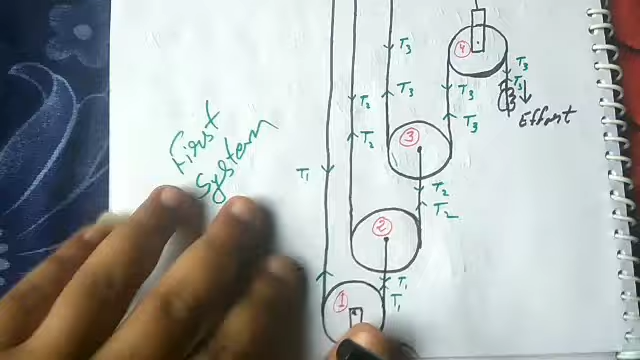 First
System
T₁
T₁
T₁
T₂
T₂
T₂
T₂
T₃
T₃
T₃
T₃
T₃
T₃
Effort
1
2
3
4